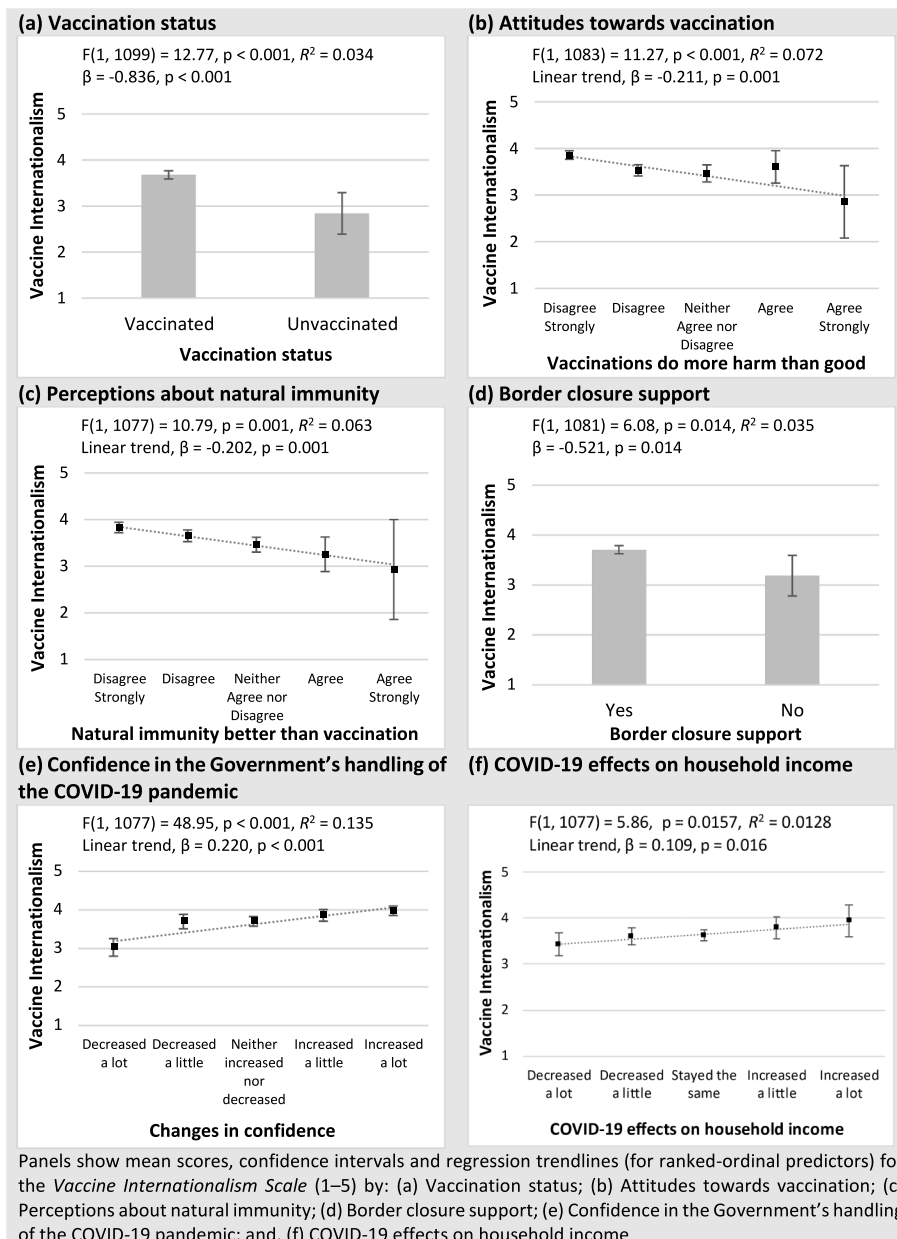 (a) Vaccination status
F(1, 1099) = 12.77, p < 0.001, R² = 0.034
β = -0.836, p < 0.001
Vaccine Internationalism
5
4
3
2
1
Vaccinated Unvaccinated
Vaccination status
(b) Attitudes towards vaccination
F(1, 1083) = 11.27, p < 0.001, R² = 0.072
Linear trend, β = -0.211, p = 0.001
Vaccine Internationalism
5
4
3
2
1
Disagree Disagree Neither Agree Agree
Strongly Agree nor Strongly
Disagree
Vaccinations do more harm than good
(c) Perceptions about natural immunity
F(1, 1077) = 10.79, p = 0.001, R² = 0.063
Linear trend, β = -0.202, p = 0.001
Vaccine Internationalism
5
4
3
2
1
Disagree Disagree Neither Agree Agree
Strongly Agree nor Strongly
Disagree
Natural immunity better than vaccination
(d) Border closure support
F(1, 1081) = 6.08, p = 0.014, R² = 0.035
β = -0.521, p = 0.014
Vaccine Internationalism
5
4
3
2
1
Yes No
Border closure support
(e) Confidence in the Government’s handling of
the COVID-19 pandemic
F(1, 1077) = 48.95, p < 0.001, R² = 0.135
Linear trend, β = 0.220, p < 0.001
Vaccine Internationalism
5
4
3
2
1
Decreased Decreased Neither Increased Increased
a lot a little increased a little a lot
nor
decreased
Changes in confidence
(f) COVID-19 effects on household income
F(1, 1077) = 5.86, p = 0.0157, R² = 0.0128
Linear trend, β = 0.109, p = 0.016
Vaccine Internationalism
5
4
3
2
1
Decreased Decreased Stayed the Increased Increased
a lot a little same a little a lot
COVID-19 effects on household income
Panels show mean scores, confidence intervals and regression trendlines (for ranked-ordinal predictors) fo
the Vaccine Internationalism Scale (1–5) by: (a) Vaccination status; (b) Attitudes towards vaccination; (c
Perceptions about natural immunity; (d) Border closure support; (e) Confidence in the Government’s handling
of the COVID-19 pandemic; and, (f) COVID-19 effects on household income